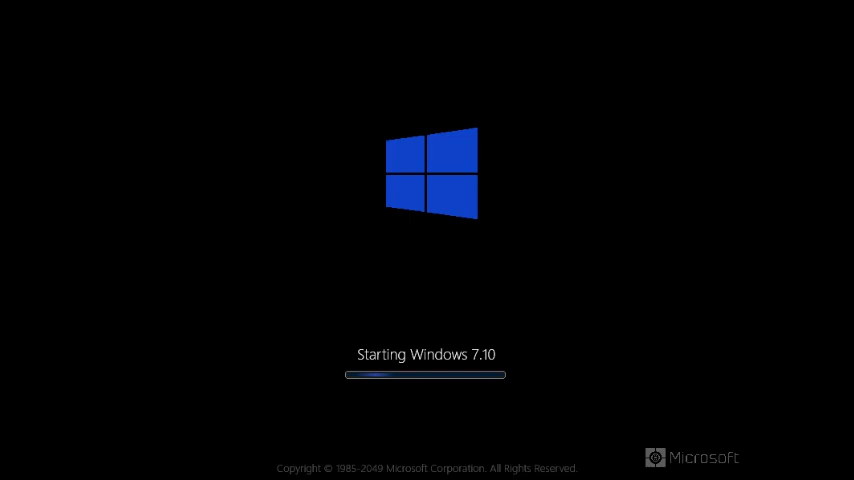 Starting Windows 7.10
Microsoft
Copyright © 1985-2049 Microsoft Corporation. All Rights Reserved.